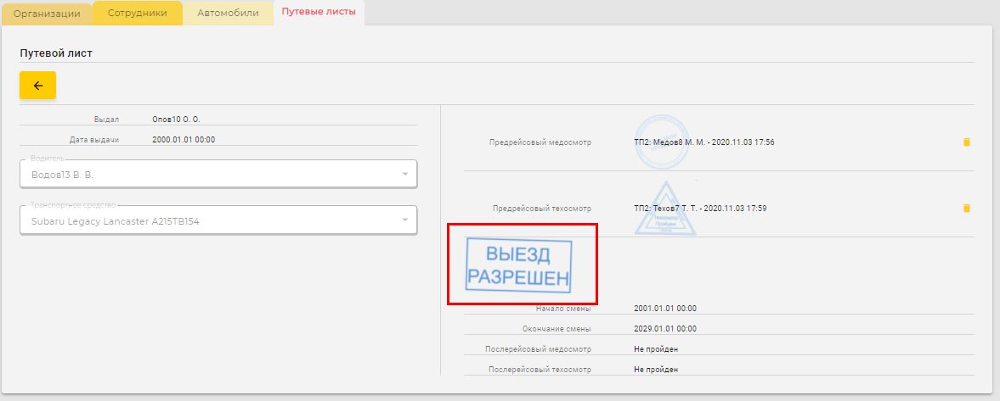 Организации
Сотрудники
Автомобили
Путевые листы
Путевой лист
Выдал Опов10 О. О.
Дата выдачи 2000.01.01 00:00
Водитель
Водов13 В. В.
Транспортное средство
Subaru Legacy Lancaster А215ТВ154
Предрейсовый медосмотр ТП2: Медов8 М. М. - 2020.11.03 17:56
Предрейсовый техосмотр ТП2: Техов7 Т. Т. - 2020.11.03 17:59
Техосмотр
Пройден
ВЫЕЗД
РАЗРЕШЕН
Начало смены 2001.01.01 00:00
Окончание смены 2029.01.01 00:00
Послерейсовый медосмотр Не пройден
Послерейсовый техосмотр Не пройден